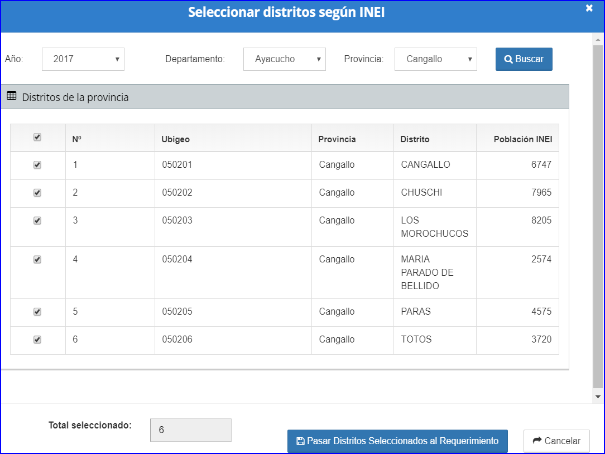 Seleccionar distritos según INEI
Año: 2017 Departamento: Ayacucho Provincia: Cangallo Buscar
Distritos de la provincia
Nº Ubigeo Provincia Distrito Población INEI
1 050201 Cangallo CANGALLO 6747
2 050202 Cangallo CHUSCHI 7965
3 050203 Cangallo LOS 8205
MOROCHUCOS
4 050204 Cangallo MARIA 2574
PARADO DE
BELLIDO
5 050205 Cangallo PARAS 4575
6 050206 Cangallo TOTOS 3720
Total seleccionado: 6
Pasar Distritos Seleccionados al Requerimiento Cancelar